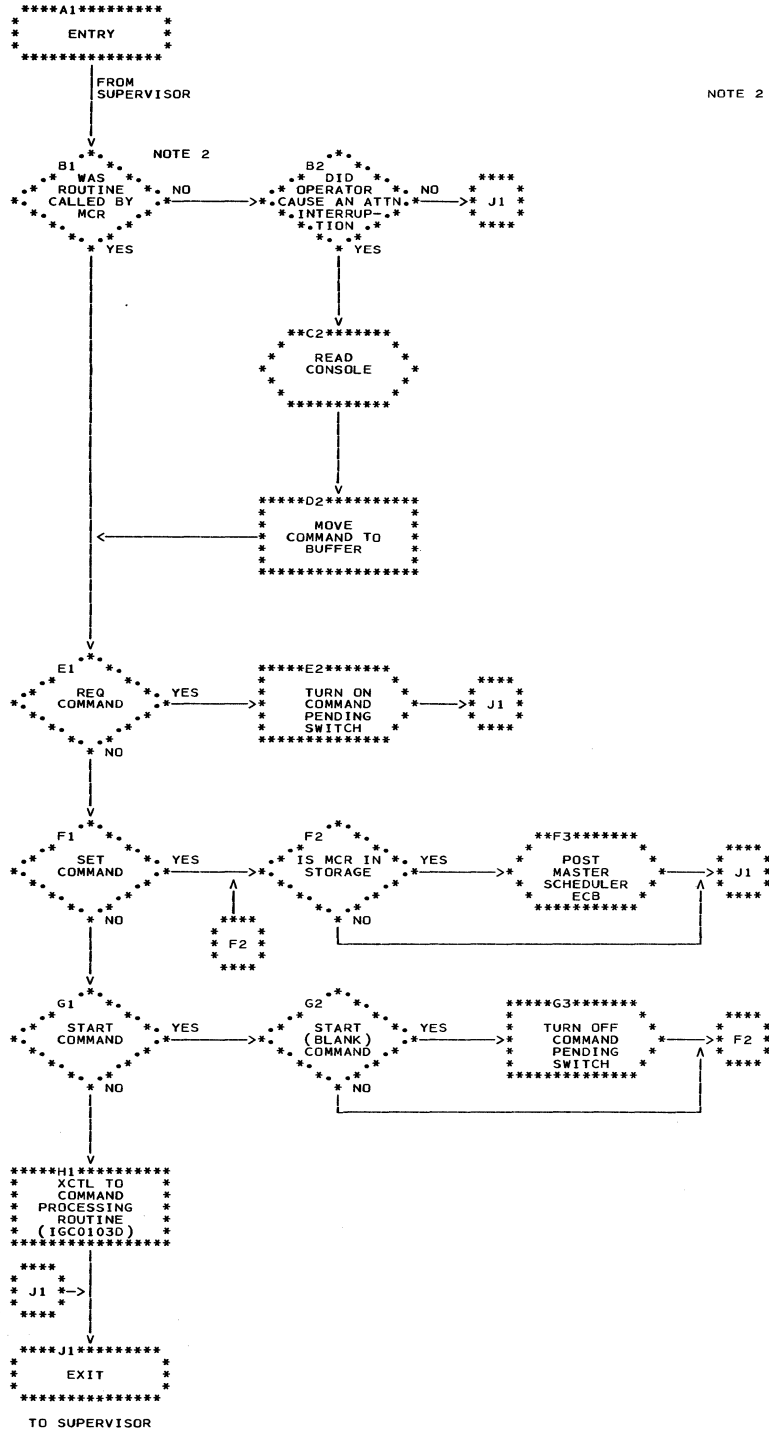 A1
ENTRY
FROM
SUPERVISOR
NOTE 2
NOTE 2
B1
WAS
ROUTINE
CALLED BY
MCR
NO
YES
B2
DID
OPERATOR
CAUSE AN ATTN
INTERRUP-
TION
NO
YES
J1
C2
READ
CONSOLE
D2
MOVE
COMMAND TO
BUFFER
E1
REQ
COMMAND
YES
NO
E2
TURN ON
COMMAND
PENDING
SWITCH
J1
F1
SET
COMMAND
YES
NO
F2
IS MCR IN
STORAGE
YES
NO
F3
POST
MASTER
SCHEDULER
ECB
J1
F2
G1
START
COMMAND
YES
NO
G2
START
(BLANK)
COMMAND
YES
NO
G3
TURN OFF
COMMAND
PENDING
SWITCH
F2
H1
XCTL TO
COMMAND
PROCESSING
ROUTINE
(IGC0103D)
J1
J1
EXIT
TO SUPERVISOR